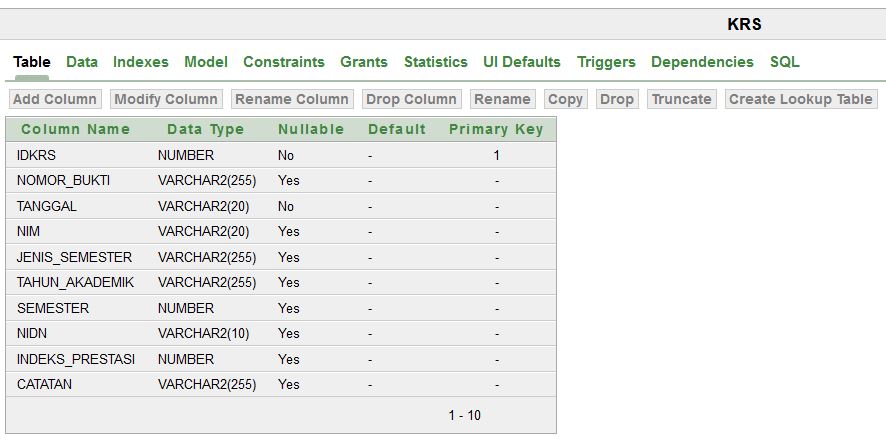 KRS
Table Data Indexes Model Constraints Grants Statistics UI Defaults Triggers Dependencies SQL
Add Column Modify Column Rename Column Drop Column Rename Copy Drop Truncate Create Lookup Table
Column Name Data Type Nullable Default Primary Key
IDKRS NUMBER No - 1
NOMOR_BUKTI VARCHAR2(255) Yes - -
TANGGAL VARCHAR2(20) No - -
NIM VARCHAR2(20) Yes - -
JENIS_SEMESTER VARCHAR2(255) Yes - -
TAHUN_AKADEMIK VARCHAR2(255) Yes - -
SEMESTER NUMBER Yes - -
NIDN VARCHAR2(10) Yes - -
INDEKS_PRESTASI NUMBER Yes - -
CATATAN VARCHAR2(255) Yes - -
1 - 10